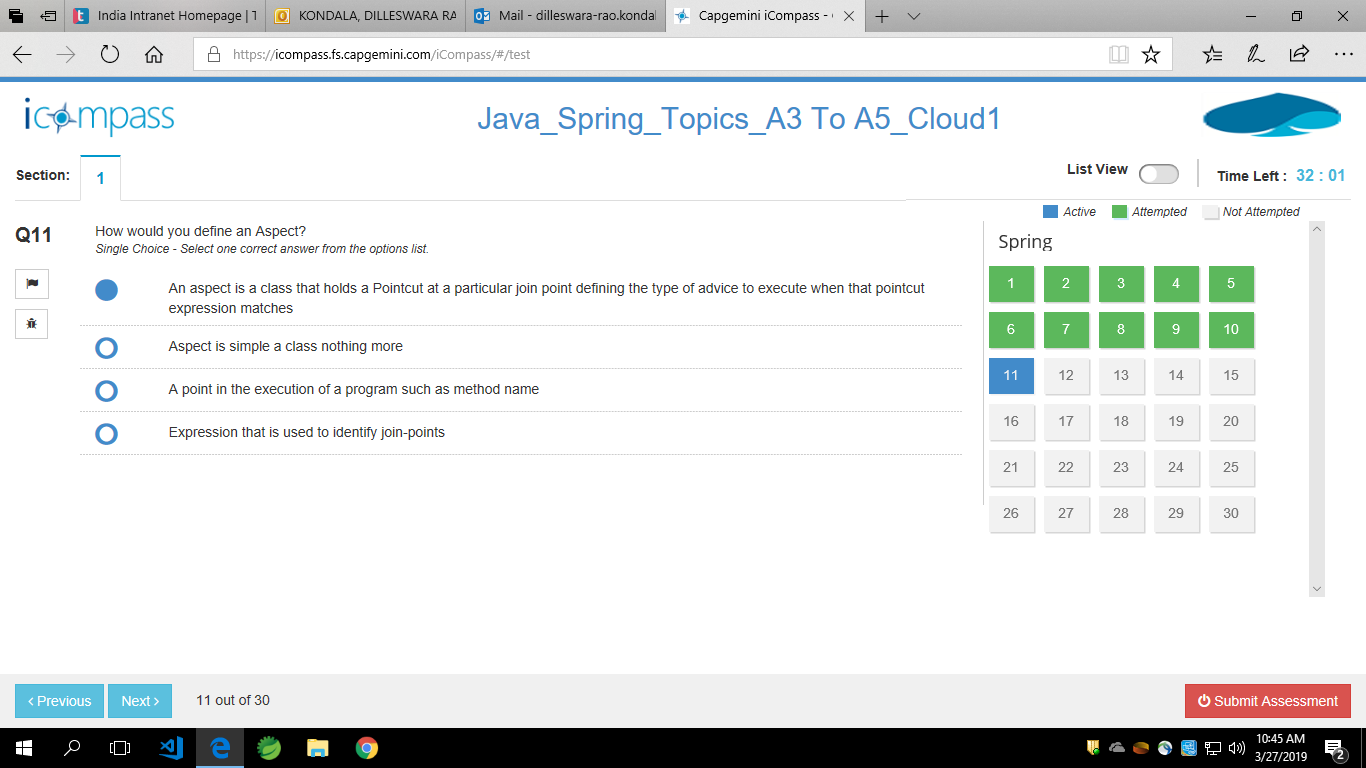 India Intranet Homepage | T
KONDALA, DILLESWARA RA
Mail - dilleswara-rao.kondal
Capgemini iCompass -
https://icompass.fs.capgemini.com/iCompass/#/test
icompass
Java_Spring_Topics_A3 To A5_Cloud1
Section:
1
List View
Time Left : 32 : 01
Active Attempted Not Attempted
Q11
How would you define an Aspect?
Single Choice - Select one correct answer from the options list.
An aspect is a class that holds a Pointcut at a particular join point defining the type of advice to execute when that pointcut
expression matches
Aspect is simple a class nothing more
A point in the execution of a program such as method name
Expression that is used to identify join-points
Spring
1 2 3 4 5
6 7 8 9 10
11 12 13 14 15
16 17 18 19 20
21 22 23 24 25
26 27 28 29 30
Previous
Next
11 out of 30
Submit Assessment
10:45 AM
3/27/2019
2